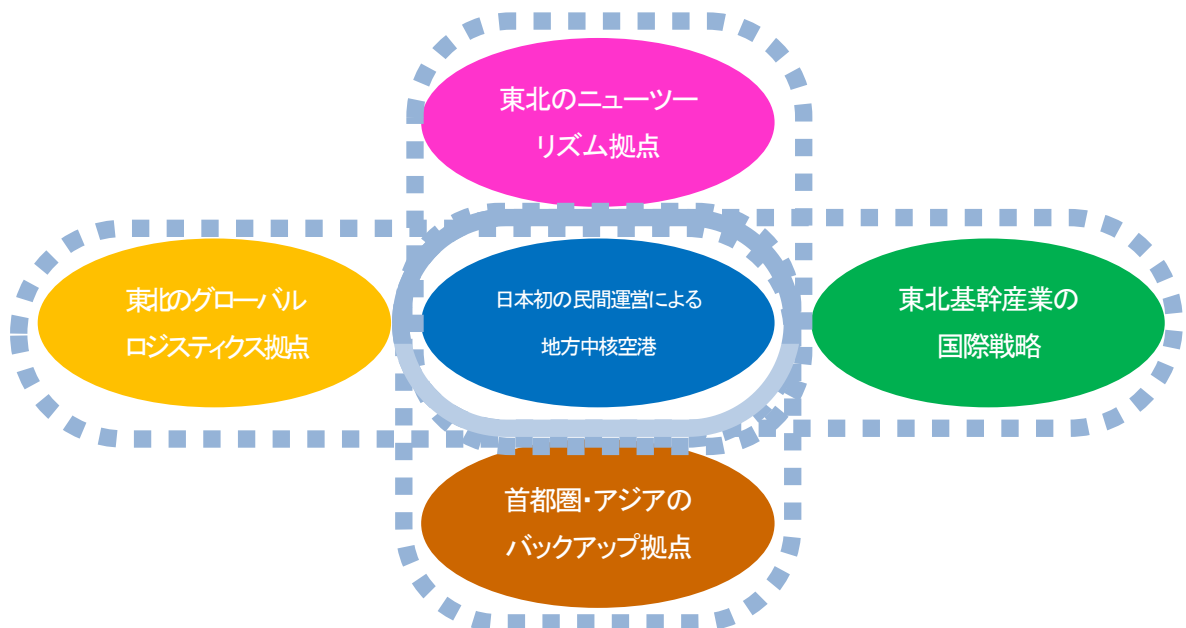 東北のニューツー
リズム拠点
東北のグローバル
ロジスティクス拠点
日本初の民間運営による
地方中核空港
東北基幹産業の
国際戦略
首都圏・アジアの
バックアップ拠点